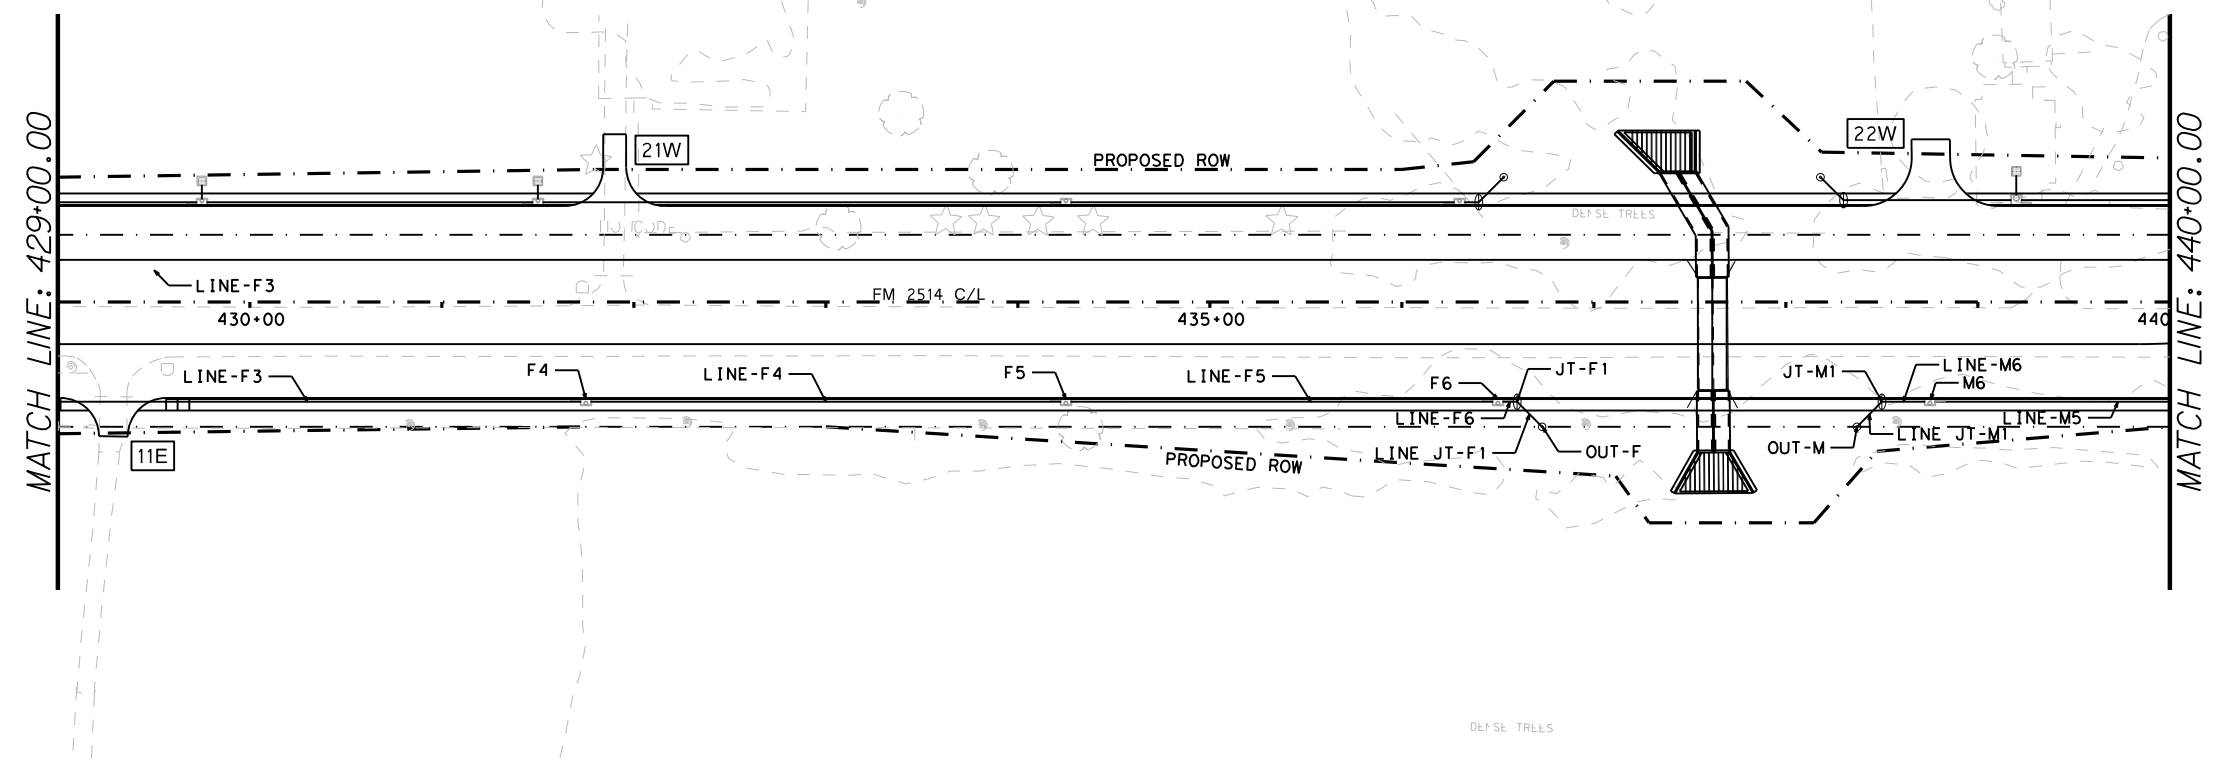 MATCH LINE: 429+00.00
21W
PROPOSED ROW
22W
MATCH LINE: 440+00.00
DENSE TREES
LINE-F3
FM 2514 C/L
430+00
435+00
440
LINE-F3
F4
LINE-F4
F5
LINE-F5
F6
JT-F1
JT-M1
LINE-M6
M6
LINE-F6
LINE-M5
11E
PROPOSED ROW
LINE JT-F1
OUT-F
OUT-M
LINE JT-M1
DENSE TREES